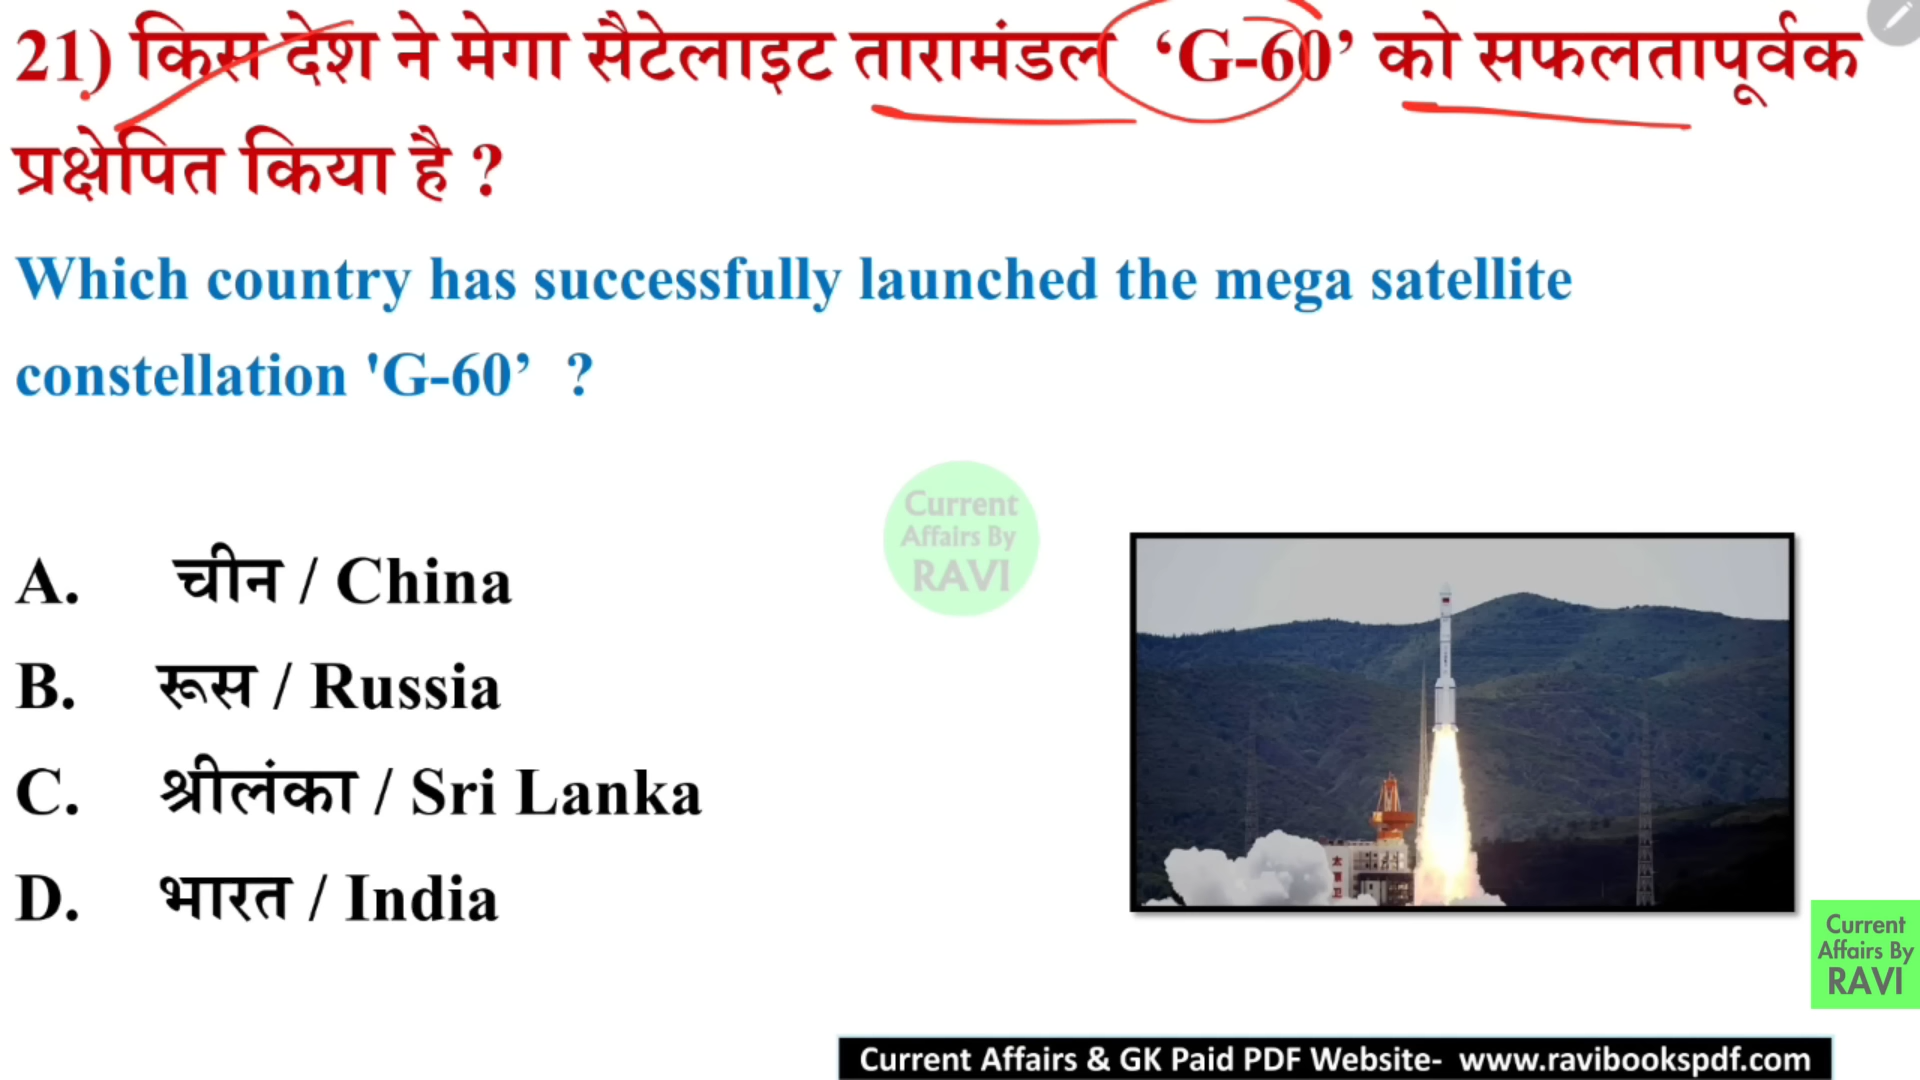 21) किस देश ने मेगा सैटेलाइट तारामंडल ‘G-60’ को सफलतापूर्वक
प्रक्षेपित किया है ?
Which country has successfully launched the mega satellite
constellation 'G-60’ ?
A. चीन / China
B. रूस / Russia
C. श्रीलंका / Sri Lanka
D. भारत / India
Current
Affairs By
RAVI
太
Current
Affairs By
RAVI
Current Affairs & GK Paid PDF Website- www.ravibookspdf.com